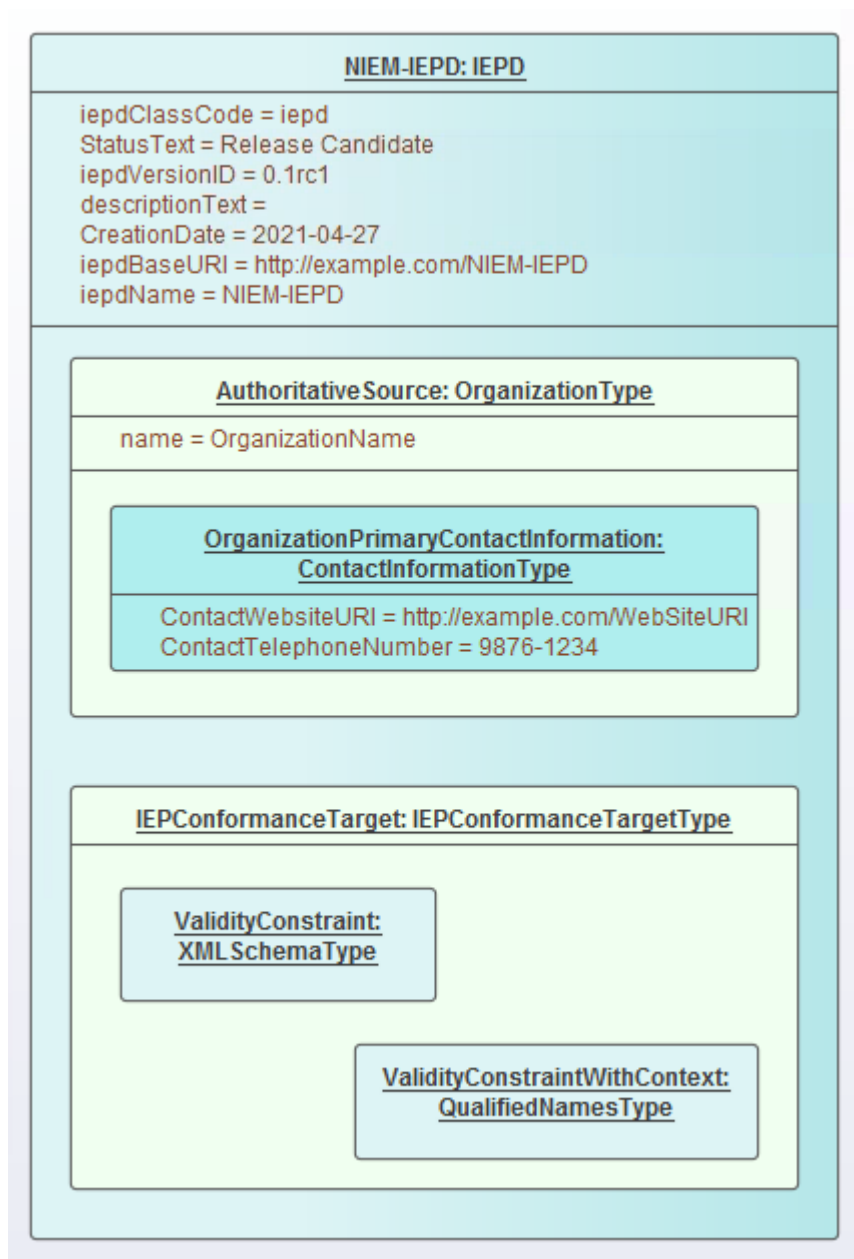 NIEM-IEPD: IEPD
iepdClassCode = iepd
StatusText = Release Candidate
iepdVersionID = 0.1rc1
descriptionText =
CreationDate = 2021-04-27
iepdBaseURI = http://example.com/NIEM-IEPD
iepdName = NIEM-IEPD
AuthoritativeSource: OrganizationType
name = OrganizationName
OrganizationPrimaryContactInformation:
ContactInformationType
ContactWebsiteURI = http://example.com/WebSiteURI
ContactTelephoneNumber = 9876-1234
IEPConformanceTarget: IEPConformanceTargetType
ValidityConstraint:
XMLSchemaType
ValidityConstraintWithContext:
QualifiedNamesType